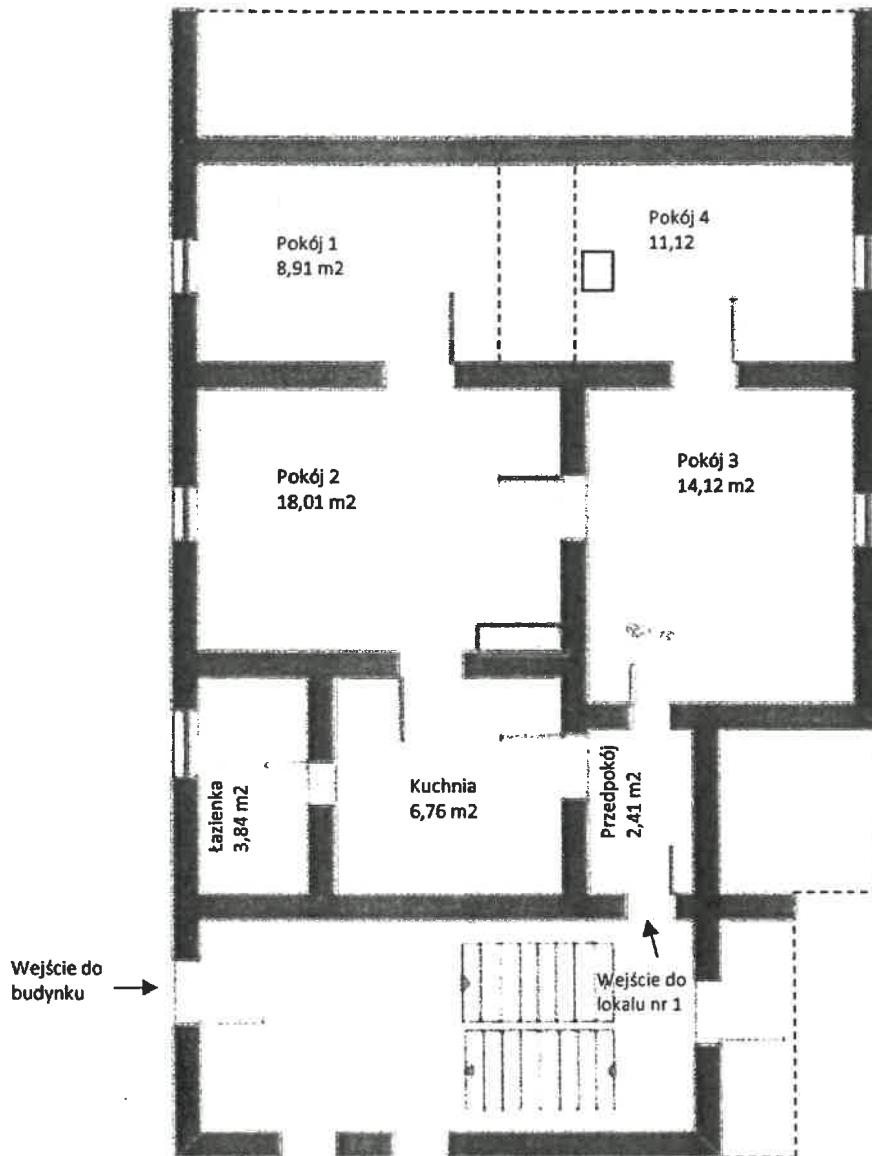 Pokój 1
8,91 m2
Pokój 4
11,12
Pokój 2
18,01 m2
Pokój 3
14,12 m2
Łazienka
3,84 m2
Kuchnia
6,76 m2
Przedpokój
2,41 m2
Wejście do
budynku
Wejście do
lokalu nr 1